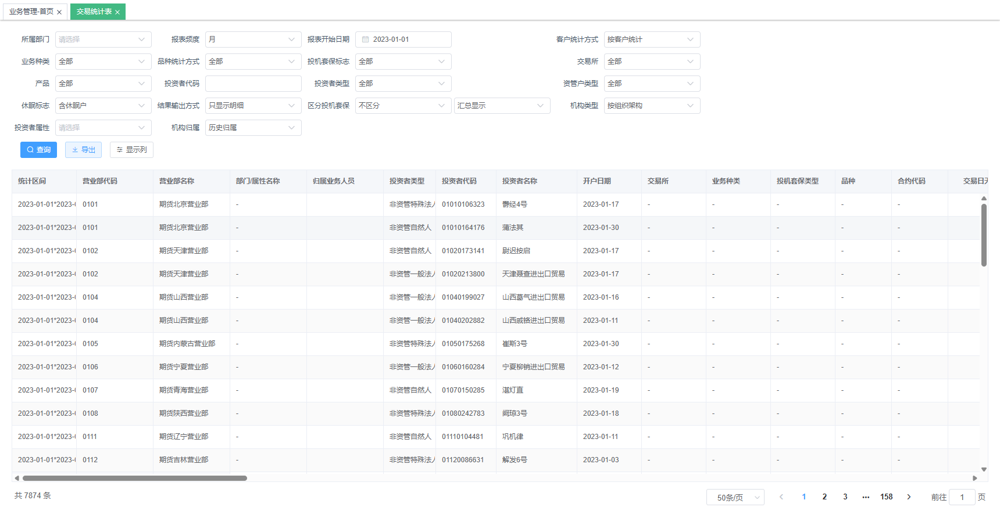 业务管理-首页 × 交易统计表 ×
所属部门 请选择 报表频度 月 报表开始日期 2023-01-01 客户统计方式 按客户统计
业务种类 全部 品种统计方式 全部 投机套保标志 全部 交易所 全部
产品 全部 投资者代码 投资者类型 全部 资管户类型 全部
休眠标志 含休眠户 结果输出方式 只显示明细 区分投机套保 不区分 汇总显示 机构类型 按组织架构
投资者属性 请选择 机构归属 历史归属
查询 导出 显示列
统计区间 营业部代码 营业部名称 部门/属性名称 归属业务人员 投资者类型 投资者代码 投资者名称 开户日期 交易所 业务种类 投机套保类型 品种 合约代码 交易日天
2023-01-01*2023-0 0101 期货北京营业部 - 非资管特殊法人 01010106323 欎经4号 2023-01-17 - - - - -
2023-01-01*2023-0 0101 期货北京营业部 - 非资管自然人 01010164176 蒲法其 2023-01-30 - - - - -
2023-01-01*2023-0 0102 期货天津营业部 - 非资管自然人 01020173141 尉迟按启 2023-01-17 - - - - -
2023-01-01*2023-0 0102 期货天津营业部 - 非资管一般法人 01020213800 天津聂查进出口贸易 2023-01-17 - - - - -
2023-01-01*2023-0 0104 期货山西营业部 - 非资管一般法人 01040199027 山西墓气进出口贸易 2023-01-16 - - - - -
2023-01-01*2023-0 0104 期货山西营业部 - 非资管一般法人 01040202882 山西戚铬进出口贸易 2023-01-11 - - - - -
2023-01-01*2023-0 0105 期货内蒙古营业部 - 非资管特殊法人 01050175268 崔斯3号 2023-01-30 - - - - -
2023-01-01*2023-0 0106 期货宁夏营业部 - 非资管一般法人 01060160284 宁夏柳销进出口贸易 2023-01-12 - - - - -
2023-01-01*2023-0 0107 期货青海营业部 - 非资管自然人 01070150285 湛灯直 2023-01-19 - - - - -
2023-01-01*2023-0 0108 期货陕西营业部 - 非资管特殊法人 01080242783 阙琼3号 2023-01-18 - - - - -
2023-01-01*2023-0 0111 期货辽宁营业部 - 非资管自然人 01110104481 巩机律 2023-01-11 - - - - -
2023-01-01*2023-0 0112 期货吉林营业部 - 非资管特殊法人 01120086631 解发6号 2023-01-03 - - - - -
共 7874 条 50条/页 1 2 3 ••• 158 前往 1 页